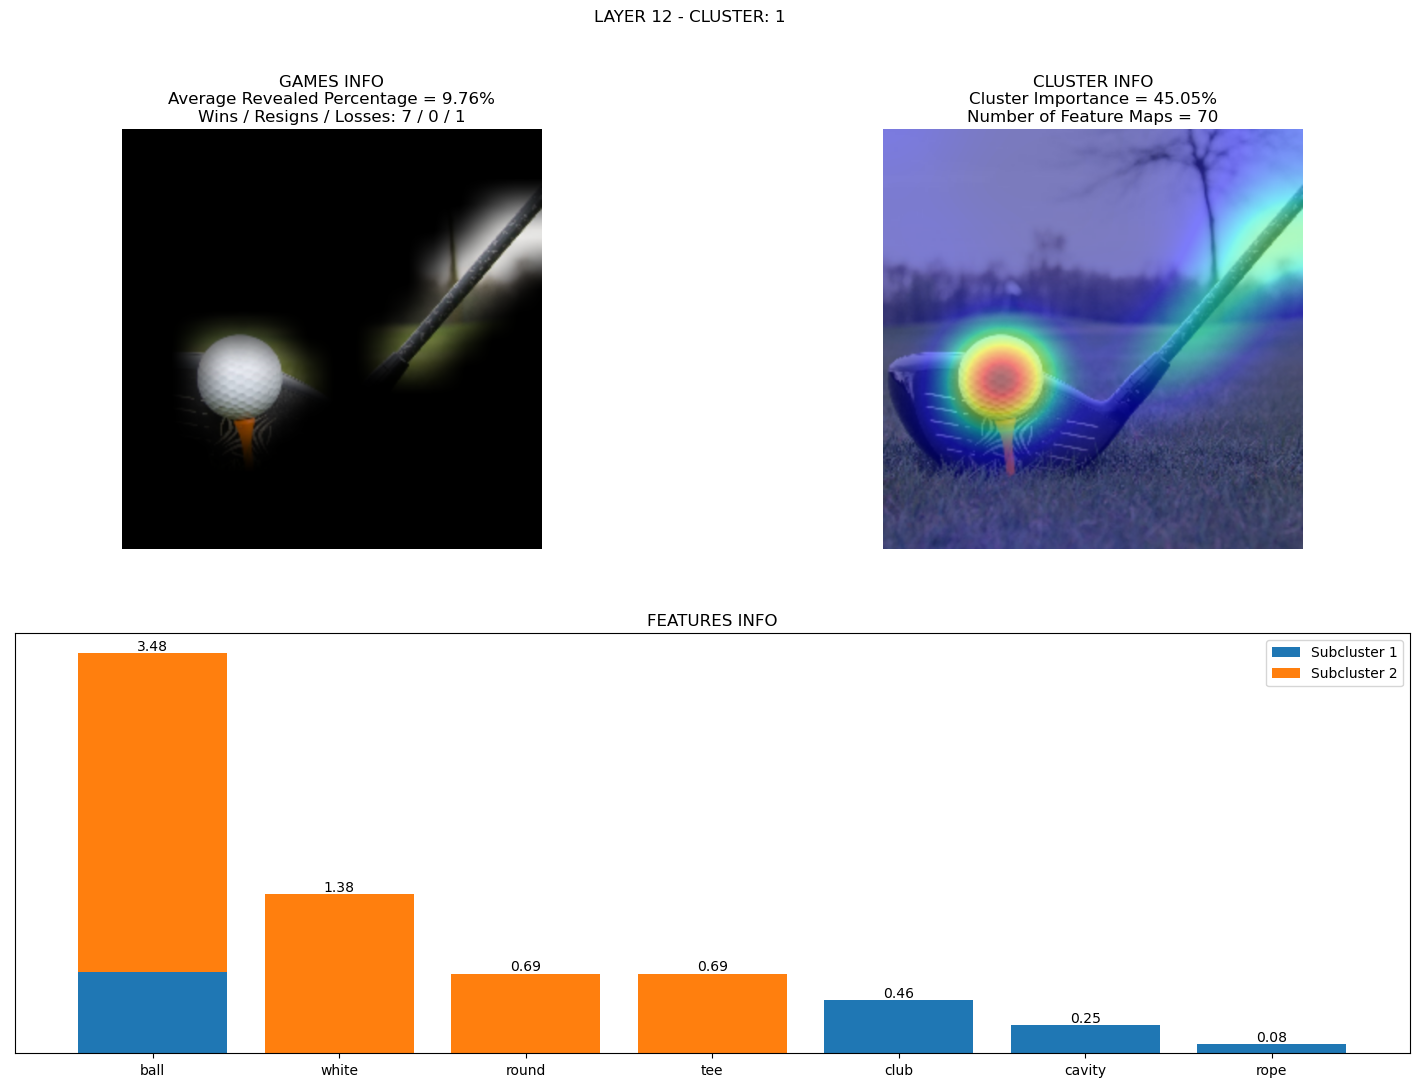 LAYER 12 - CLUSTER: 1
GAMES INFO
Average Revealed Percentage = 9.76%
Wins / Resigns / Losses: 7 / 0 / 1
CLUSTER INFO
Cluster Importance = 45.05%
Number of Feature Maps = 70
FEATURES INFO
Subcluster 1
Subcluster 2
3.48
1.38
0.69
0.69
0.46
0.25
0.08
ball
white
round
tee
club
cavity
rope